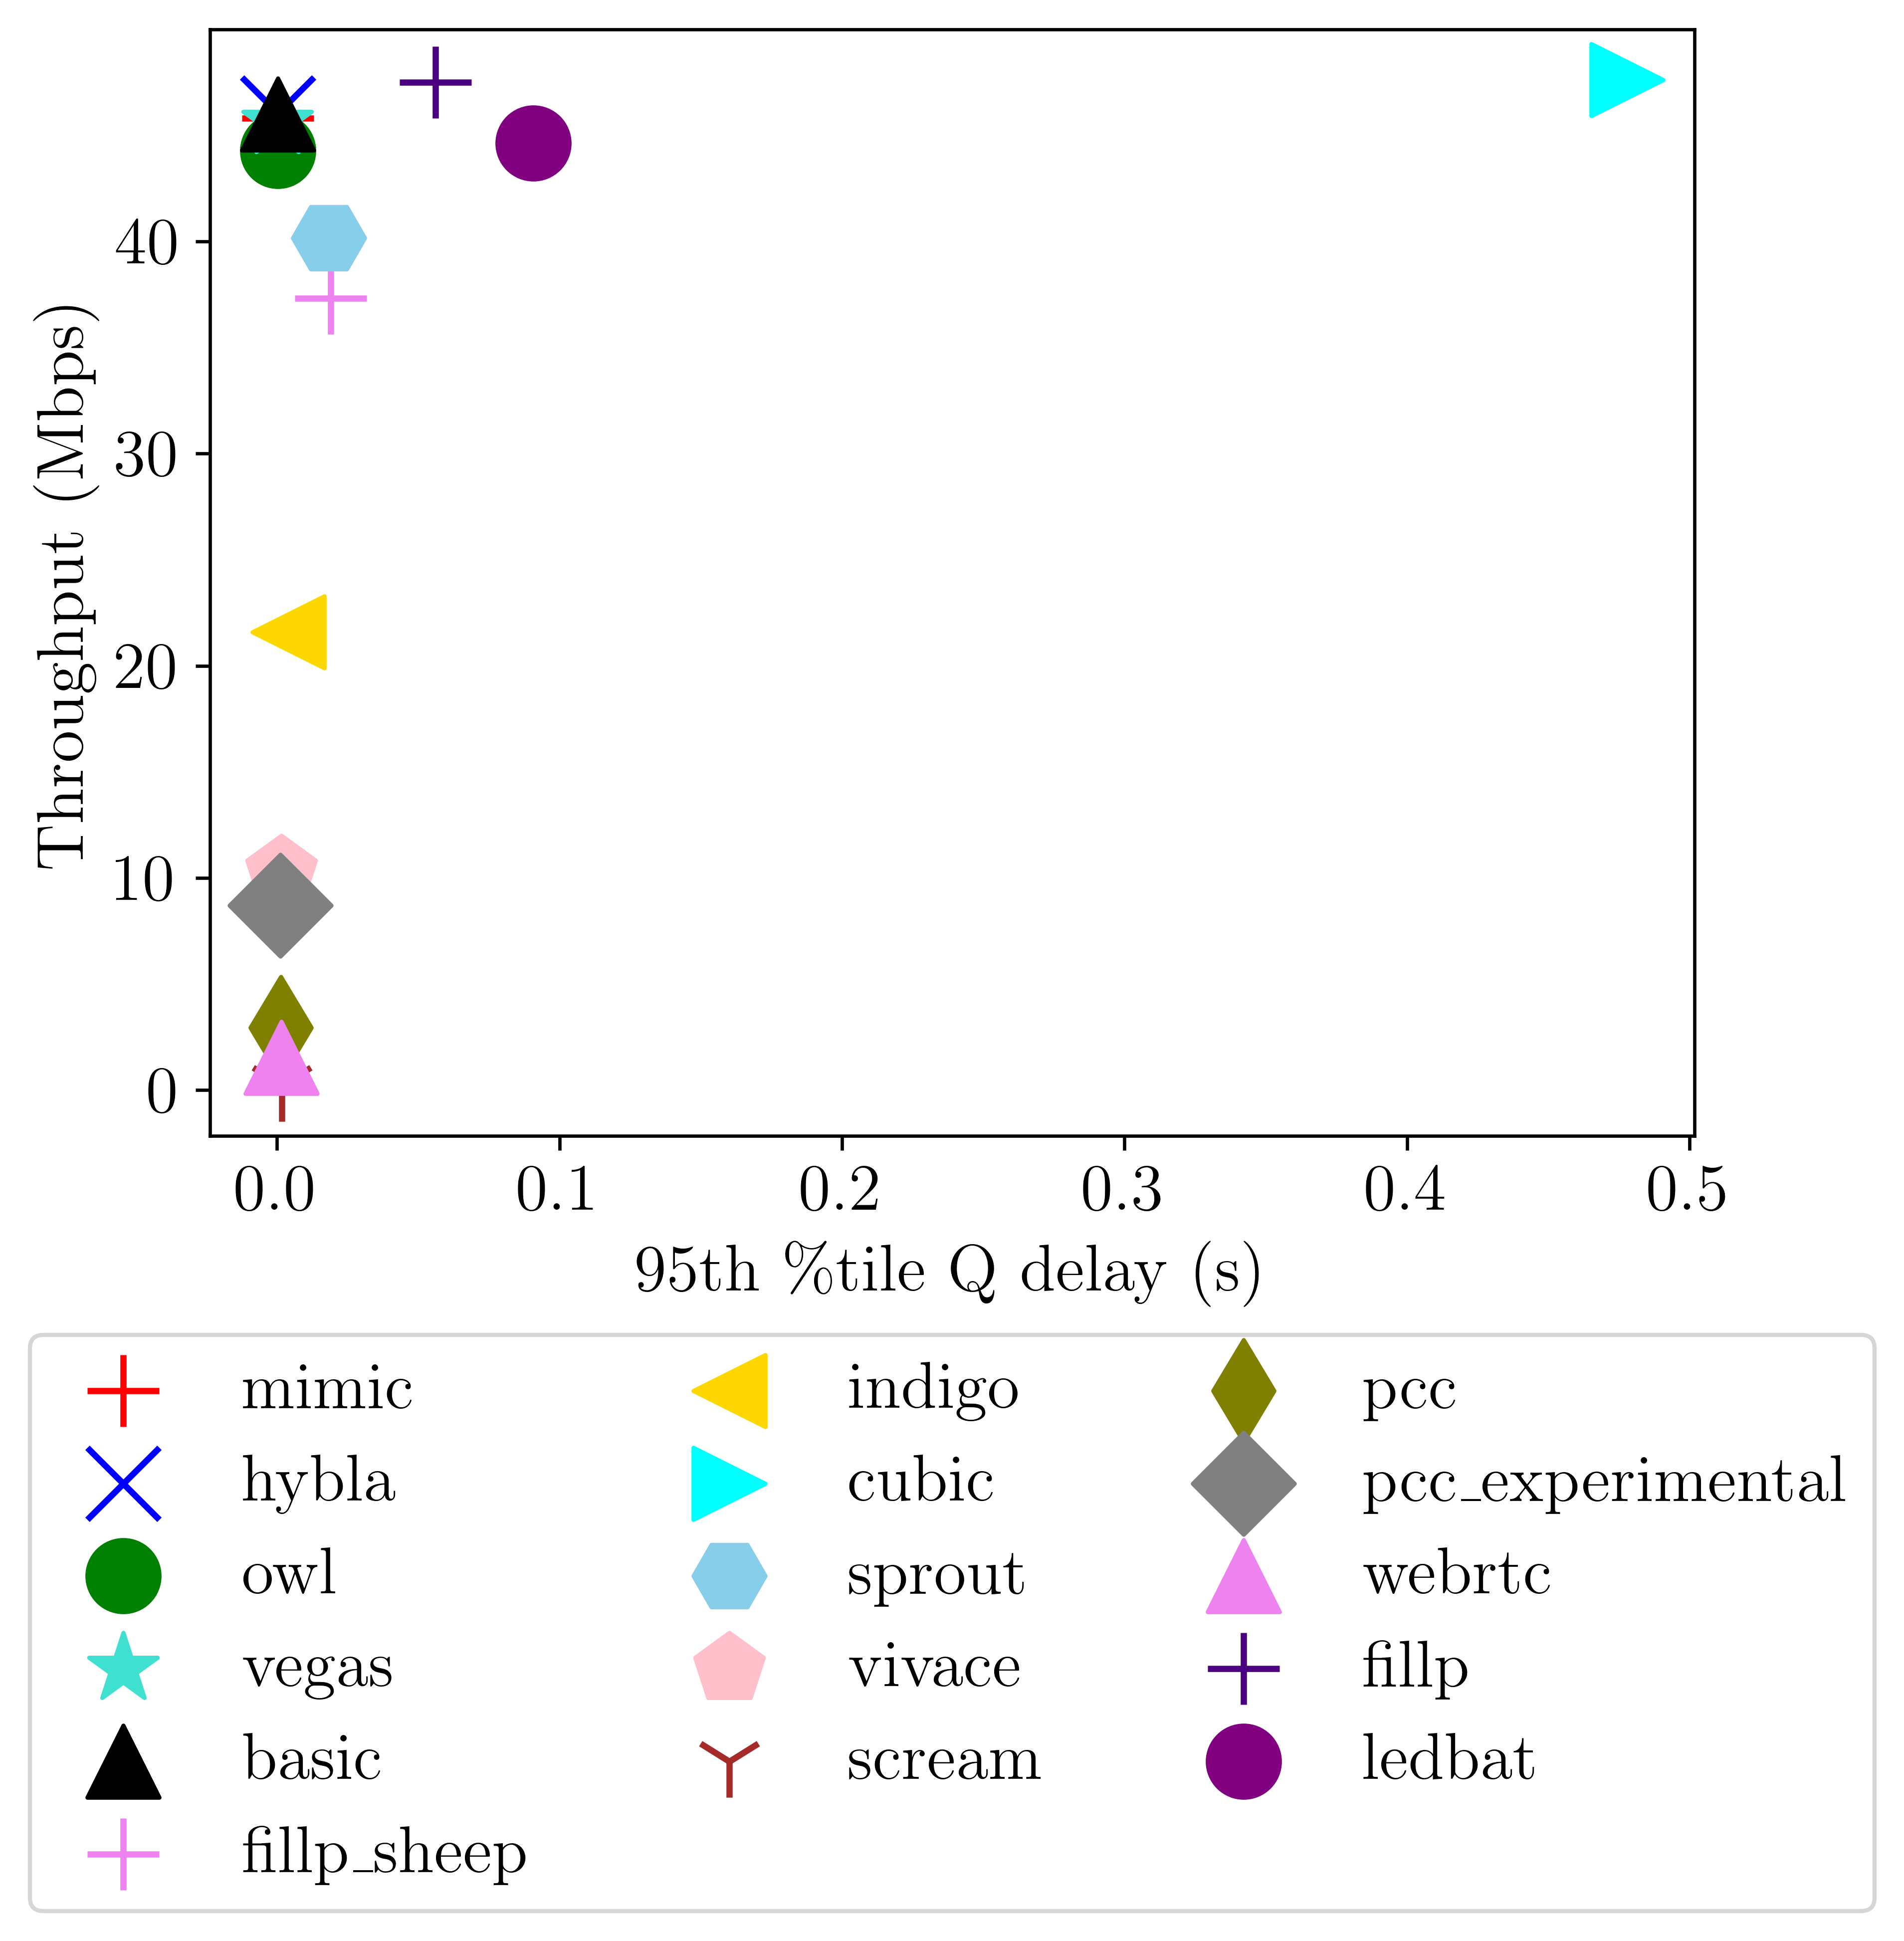 Throughput (Mbps)
40
30
20
10
0
0.0 0.1 0.2 0.3 0.4 0.5
95th %tile Q delay (s)
mimic indigo pcc
hybla cubic pcc_experimental
owl sprout webrtc
vegas vivace fillp
basic scream ledbat
fillp_sheep